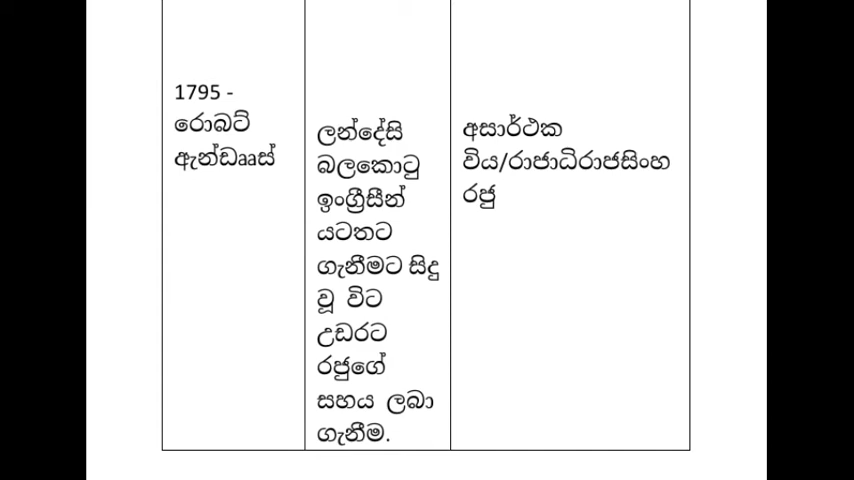 1795 -
රොබට්
ඇන්ඩෲස්
ලන්දේසි
බලකොටු
ඉංග්‍රීසීන්
යටතට
ගැනීමට සිදු
වූ විට
උඩරට
රජුගේ
සහය ලබා
ගැනීම.
අසාර්ථක
විය/රාජාධිරාජසිංහ
රජු